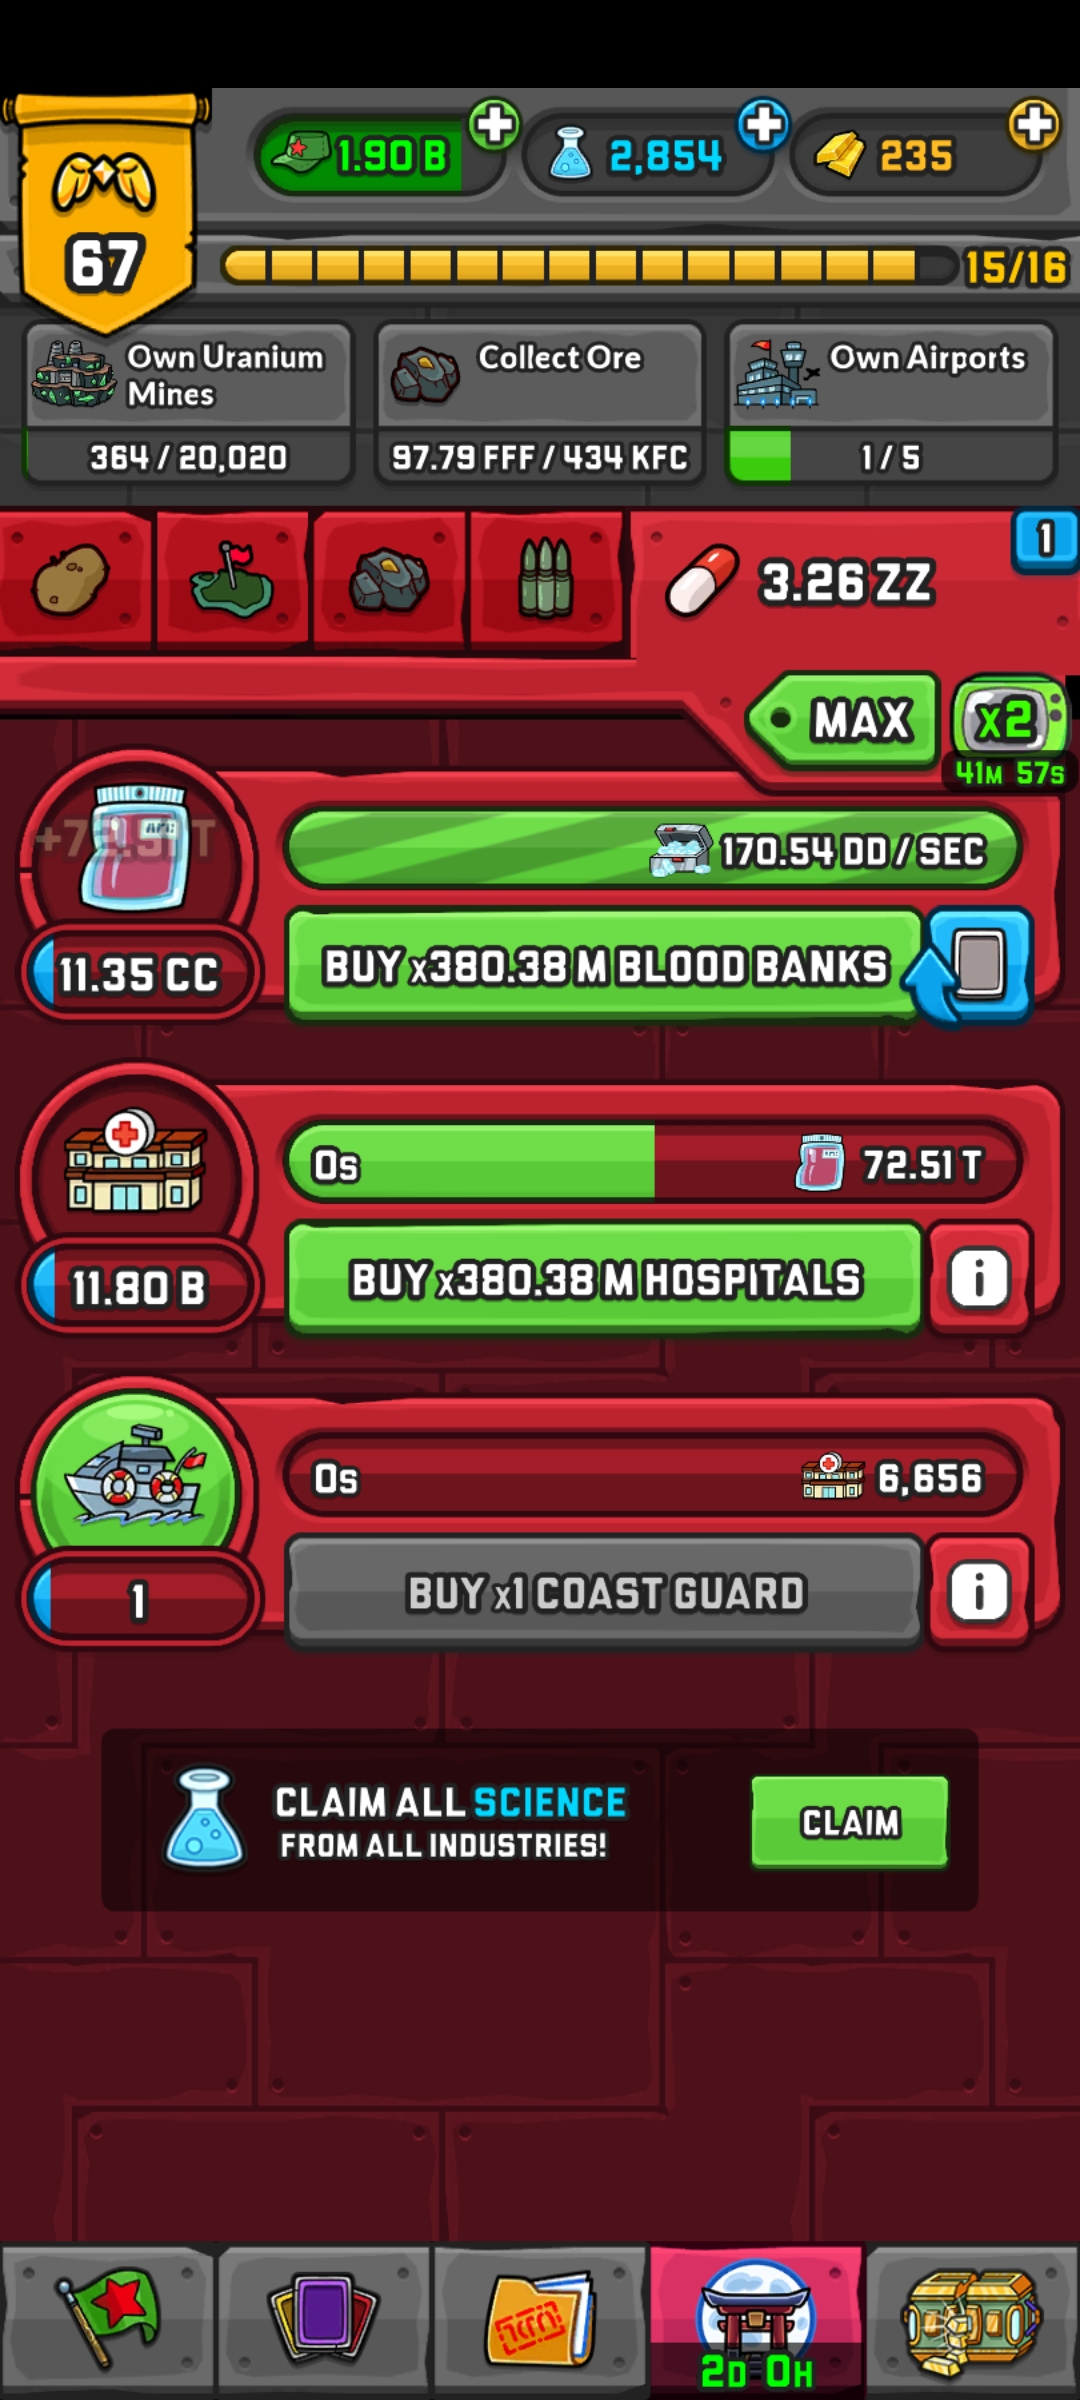 67
1.90 B
2,854
235
15/16
Own Uranium
Mines
364 / 20,020
Collect Ore
97.79 FFF / 434 KFC
Own Airports
1 / 5
3.26 ZZ
1
MAX
x2
41M 57S
170.54 DD / SEC
11.35 CC
BUY x380.38 M BLOOD BANKS
0s
72.51 T
11.80 B
BUY x380.38 M HOSPITALS
i
0s
6,656
1
BUY x1 COAST GUARD
i
CLAIM ALL SCIENCE
FROM ALL INDUSTRIES!
CLAIM
2D 0H